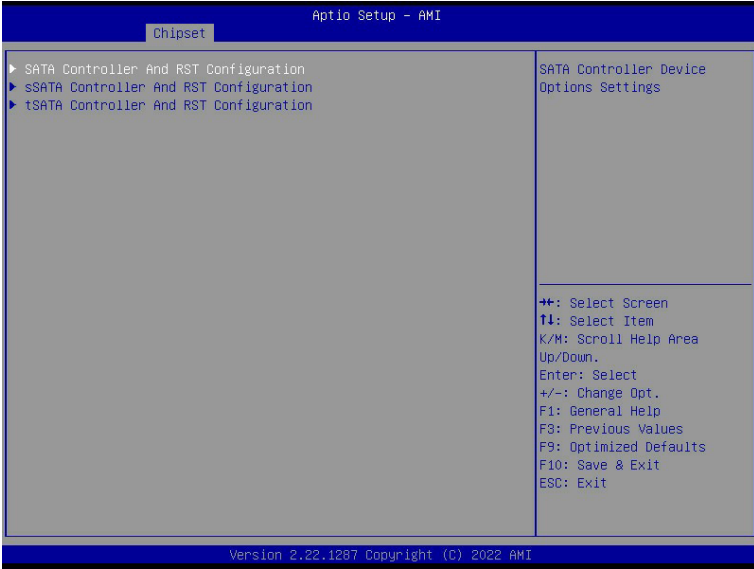 Aptio Setup – AMI
Chipset
▶ SATA Controller And RST Configuration
▶ sSATA Controller And RST Configuration
▶ tSATA Controller And RST Configuration
SATA Controller Device
Options Settings
→←: Select Screen
↑↓: Select Item
K/M: Scroll Help Area
Up/Down.
Enter: Select
+/-: Change Opt.
F1: General Help
F3: Previous Values
F9: Optimized Defaults
F10: Save & Exit
ESC: Exit
Version 2.22.1287 Copyright (C) 2022 AMI